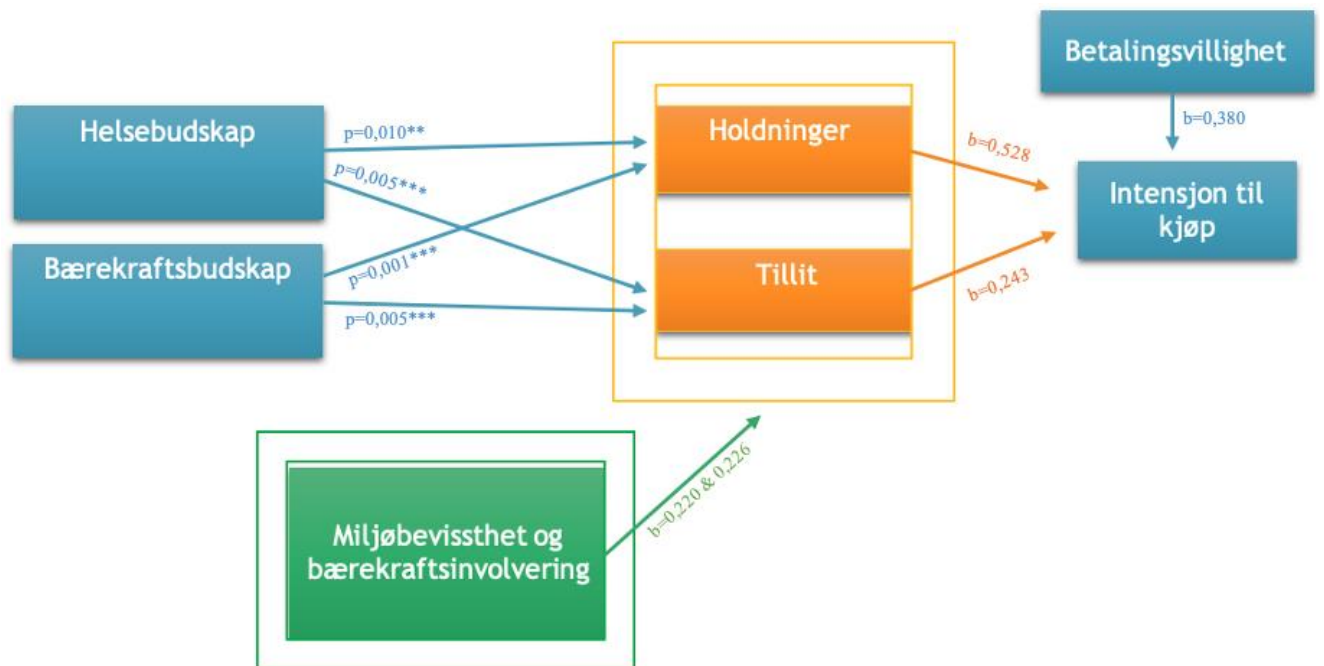 Betalingsvillighet
b=0,380
Helsebudskap
p=0,010**
p=0,005***
Holdninger
b=0,528
Intensjon til
kjøp
Bærekraftsbudskap
p=0,001***
p=0,005***
Tillit
b=0,243
b=0,220 & 0,226
Miljøbevissthet og
bærekraftsinvolvering